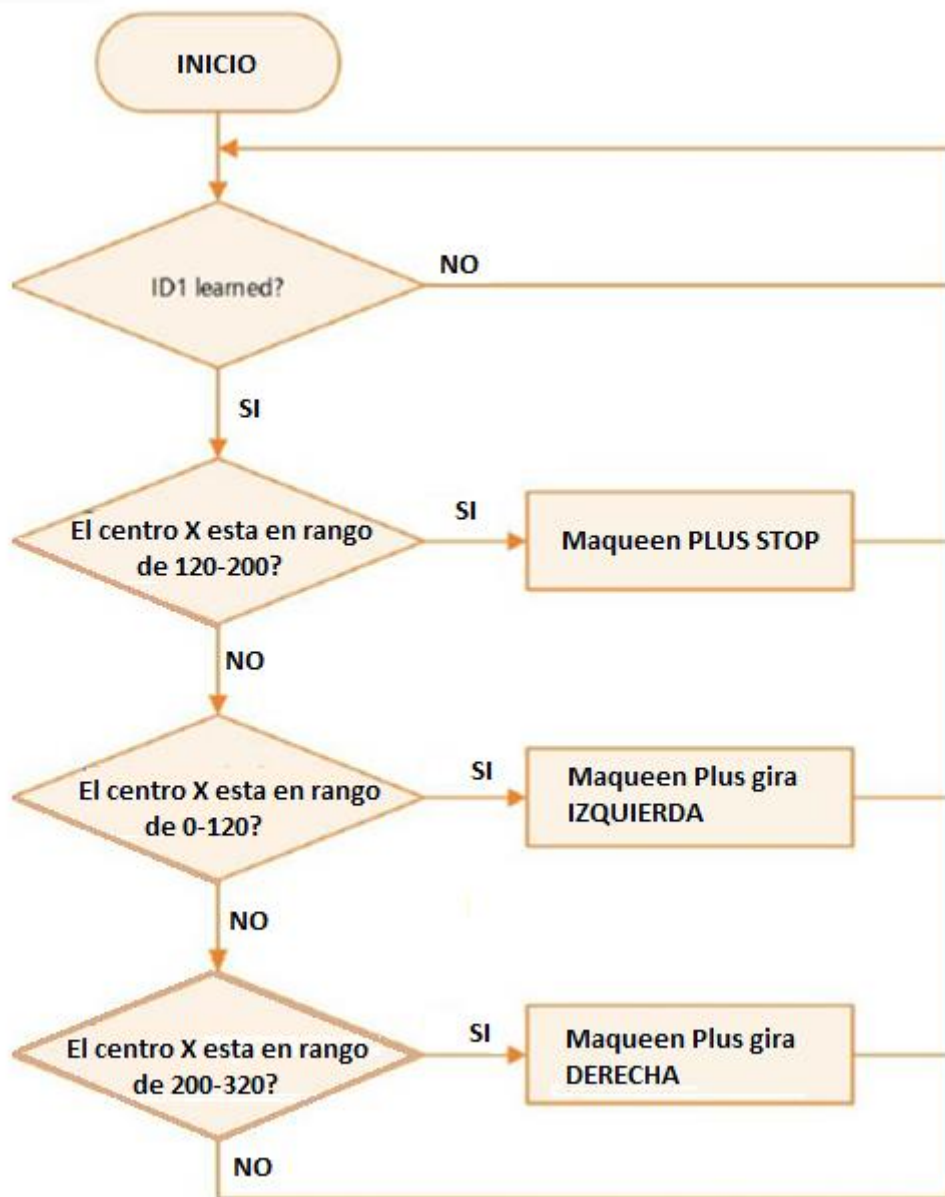 INICIO
ID1 learned?
NO
SI
El centro X esta en rango
de 120-200?
SI
Maqueen PLUS STOP
NO
El centro X esta en rango
de 0-120?
SI
Maqueen Plus gira
IZQUIERDA
NO
El centro X esta en rango
de 200-320?
SI
Maqueen Plus gira
DERECHA
NO